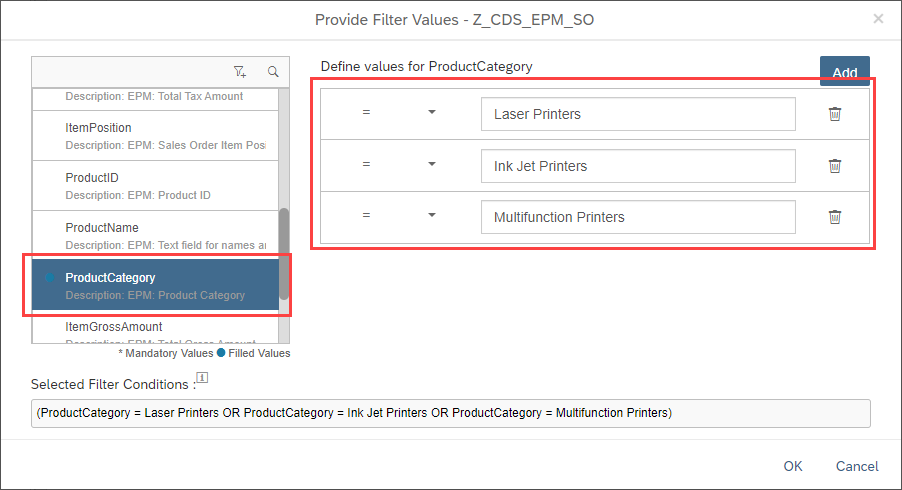 Provide Filter Values - Z_CDS_EPM_SO
×
Define values for ProductCategory
Add
Description: EPM: Total Tax Amount
ItemPosition
Description: EPM: Sales Order Item Posi
ProductID
Description: EPM: Product ID
ProductName
Description: EPM: Text field for names ar
ProductCategory
Description: EPM: Product Category
ItemGrossAmount
Description: EPM: Total Gross Amount
= Laser Printers
= Ink Jet Printers
= Multifunction Printers
* Mandatory Values Filled Values
Selected Filter Conditions :
(ProductCategory = Laser Printers OR ProductCategory = Ink Jet Printers OR ProductCategory = Multifunction Printers)
OK
Cancel